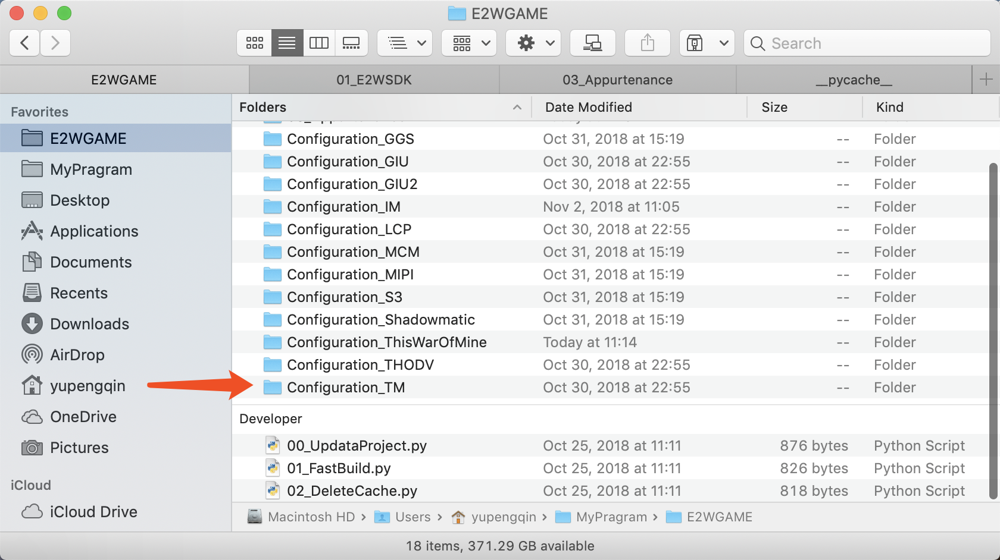 E2WGAME
Search
E2WGAME 01_E2WSDK 03_Appurtenance __pycache__
Favorites
E2WGAME
MyPragram
Desktop
Applications
Documents
Recents
Downloads
AirDrop
yupengqin
OneDrive
Pictures
iCloud
iCloud Drive
Folders Date Modified Size Kind
Configuration_GGS Oct 31, 2018 at 15:19 -- Folder
Configuration_GIU Oct 30, 2018 at 22:55 -- Folder
Configuration_GIU2 Oct 30, 2018 at 22:55 -- Folder
Configuration_IM Nov 2, 2018 at 11:05 -- Folder
Configuration_LCP Oct 30, 2018 at 22:55 -- Folder
Configuration_MCM Oct 31, 2018 at 15:19 -- Folder
Configuration_MIPI Oct 31, 2018 at 15:19 -- Folder
Configuration_S3 Oct 31, 2018 at 15:19 -- Folder
Configuration_Shadowmatic Oct 31, 2018 at 15:19 -- Folder
Configuration_ThisWarOfMine Today at 11:14 -- Folder
Configuration_THODV Oct 30, 2018 at 22:55 -- Folder
Configuration_TM Oct 30, 2018 at 22:55 -- Folder
Developer
00_UpdataProject.py Oct 25, 2018 at 11:11 876 bytes Python Script
01_FastBuild.py Oct 25, 2018 at 11:11 826 bytes Python Script
02_DeleteCache.py Oct 25, 2018 at 11:11 818 bytes Python Script
Macintosh HD › Users › yupengqin › MyPragram › E2WGAME
18 items, 371.29 GB available